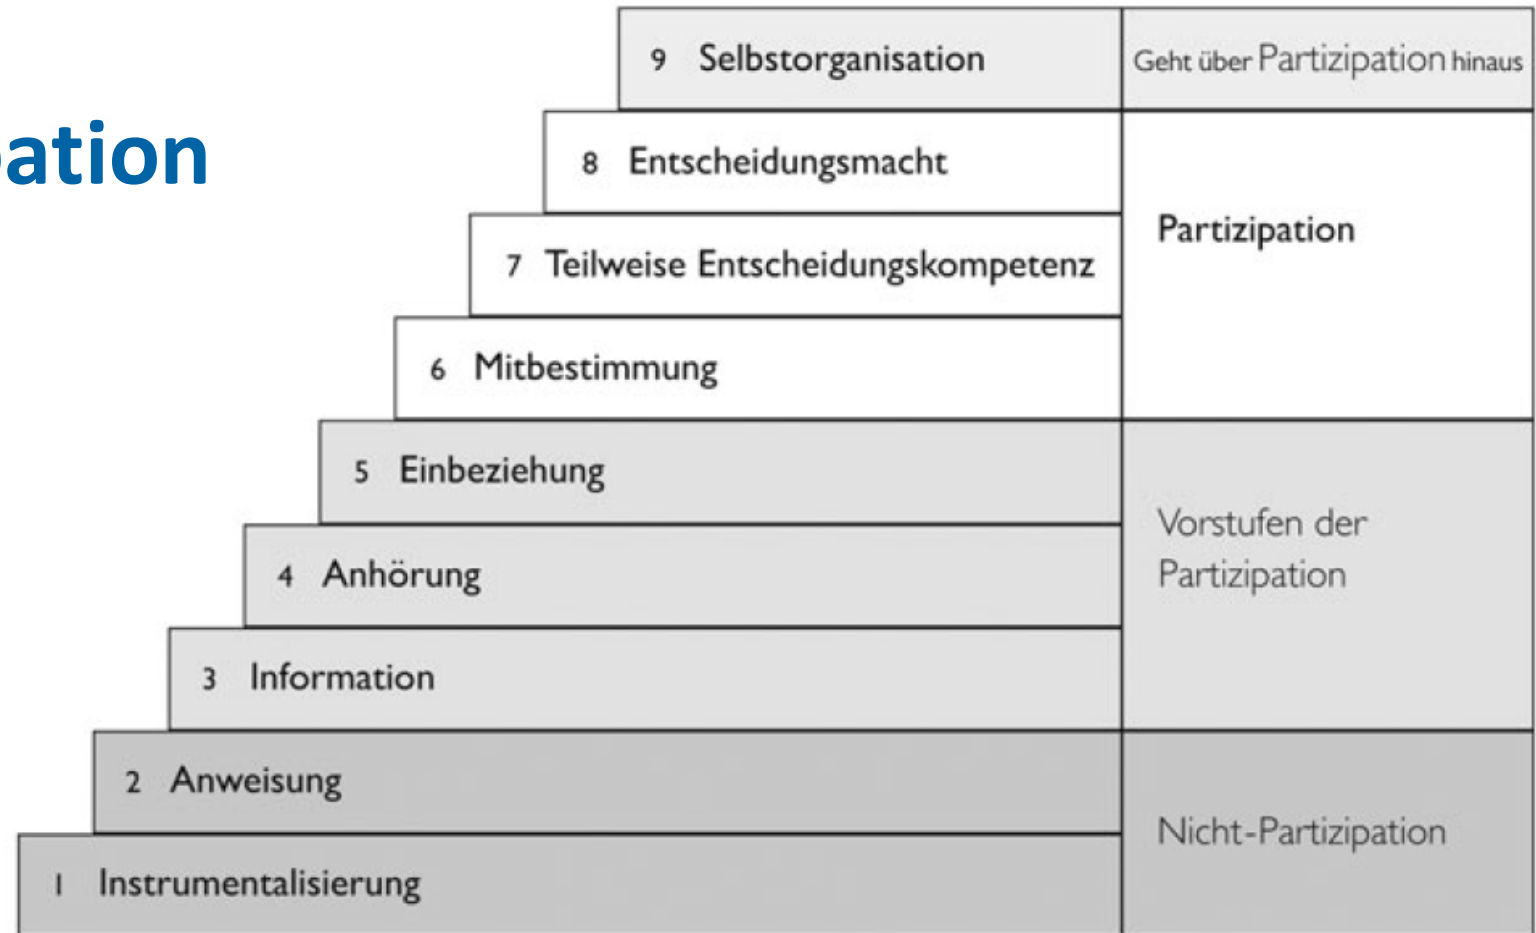 pation
9 Selbstorganisation
Geht über Partizipation hinaus
8 Entscheidungsmacht
7 Teilweise Entscheidungskompetenz
6 Mitbestimmung
Partizipation
5 Einbeziehung
4 Anhörung
3 Information
Vorstufen der
Partizipation
2 Anweisung
1 Instrumentalisierung
Nicht-Partizipation